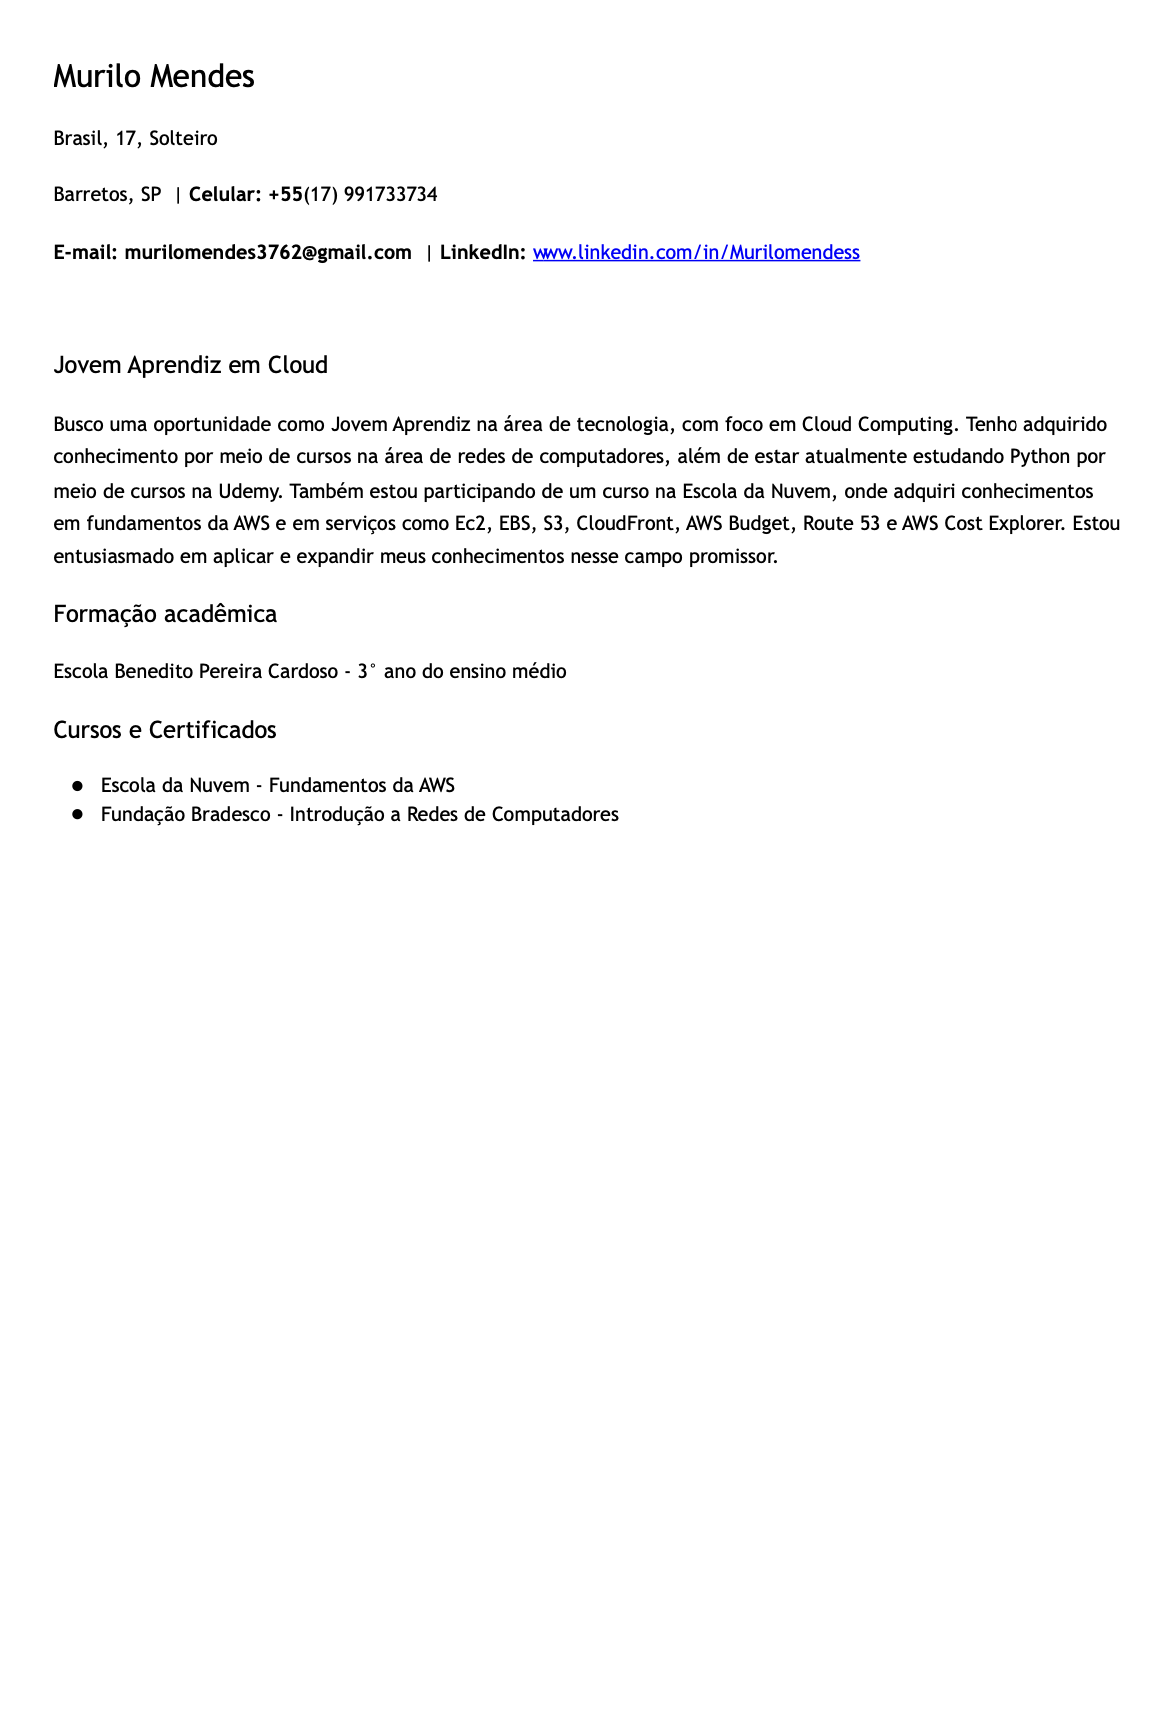 Murilo Mendes
Brasil, 17, Solteiro
Barretos, SP | Celular: +55(17) 991733734
E-mail: murilomendes3762@gmail.com | LinkedIn: www.linkedin.com/in/Murilomendess
Jovem Aprendiz em Cloud
Busco uma oportunidade como Jovem Aprendiz na área de tecnologia, com foco em Cloud Computing. Tenho adquirido
conhecimento por meio de cursos na área de redes de computadores, além de estar atualmente estudando Python por
meio de cursos na Udemy. Também estou participando de um curso na Escola da Nuvem, onde adquiri conhecimentos
em fundamentos da AWS e em serviços como Ec2, EBS, S3, CloudFront, AWS Budget, Route 53 e AWS Cost Explorer. Estou
entusiasmado em aplicar e expandir meus conhecimentos nesse campo promissor.
Formação acadêmica
Escola Benedito Pereira Cardoso - 3° ano do ensino médio
Cursos e Certificados
● Escola da Nuvem - Fundamentos da AWS
● Fundação Bradesco - Introdução a Redes de Computadores